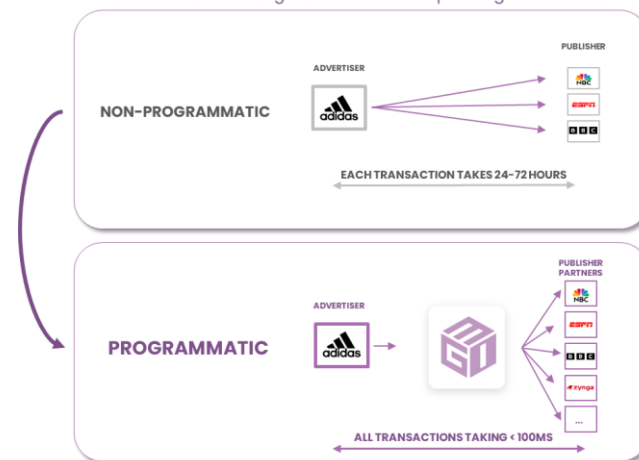 PUBLISHER
ADVERTISER
NBC
adidas
ESPN
NON-PROGRAMMATIC
BBC
EACH TRANSACTION TAKES 24-72 HOURS
PUBLISHER
PARTNERS
NBC
ADVERTISER
ESPN
PROGRAMMATIC
adidas
BBC
zynga
...
ALL TRANSACTIONS TAKING < 100MS